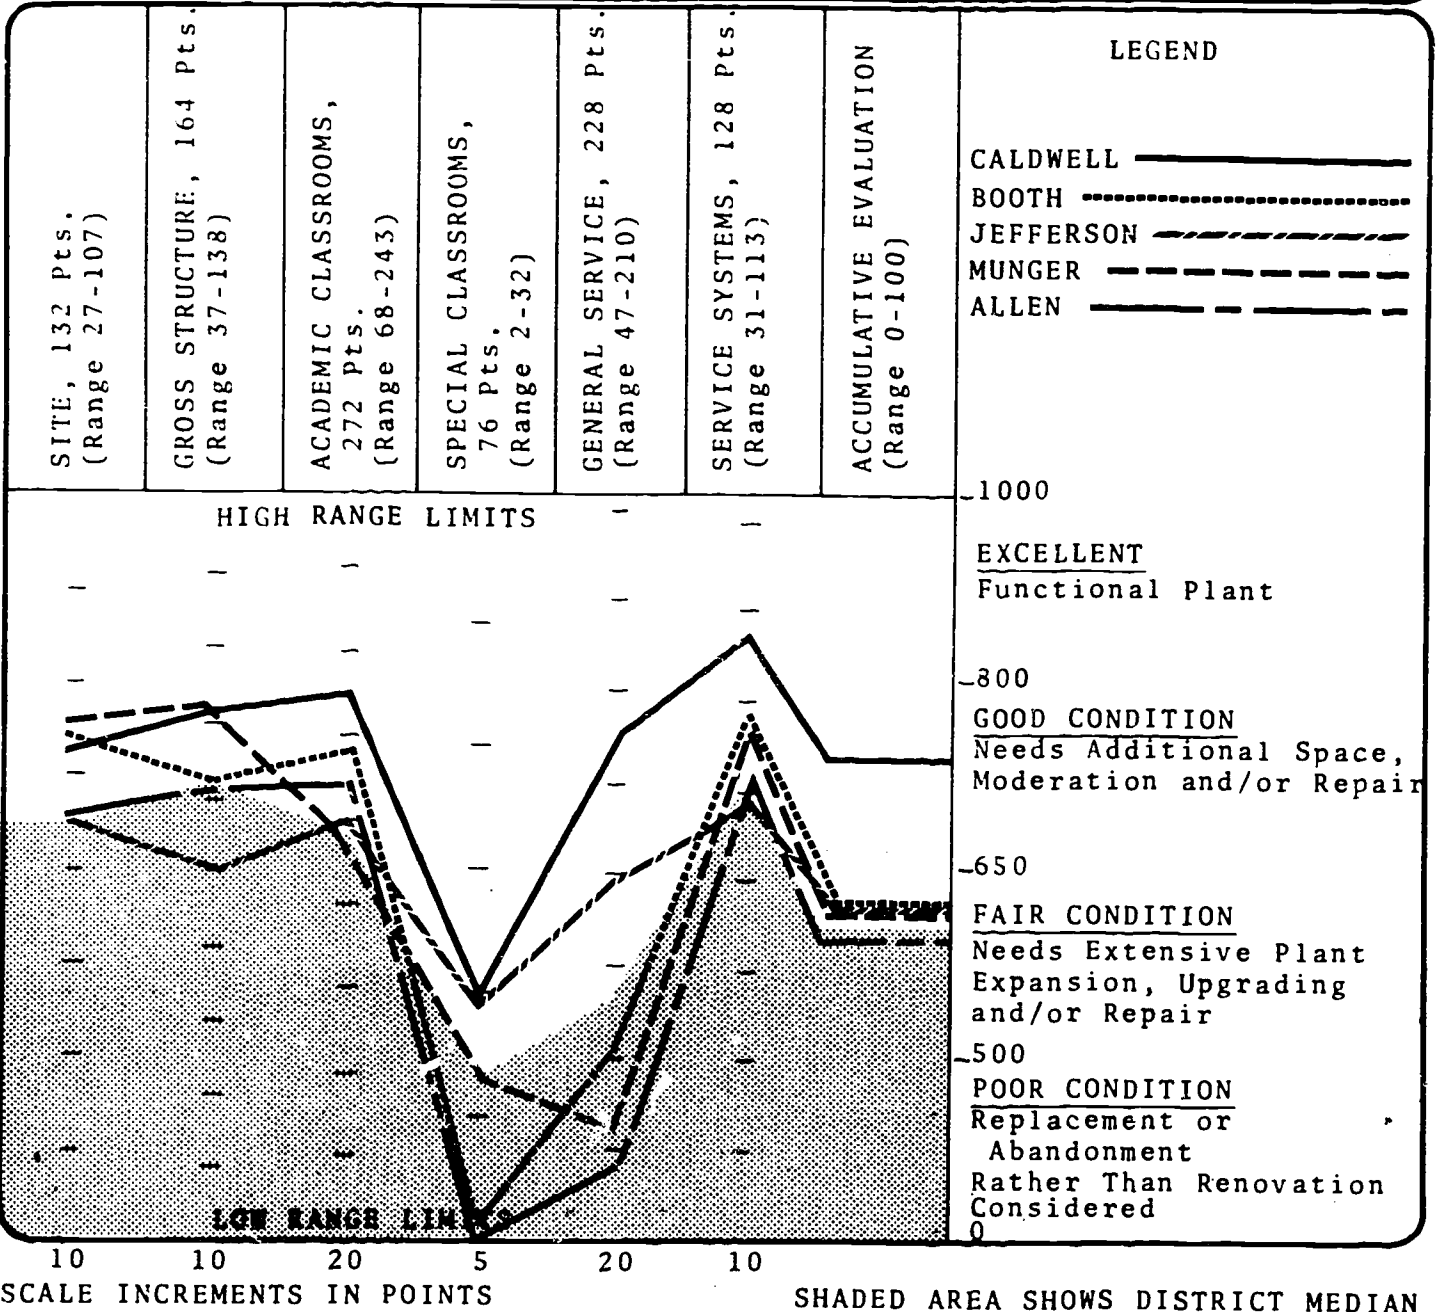 SITE, 132 Pts.
(Range 27-107)
GROSS STRUCTURE, 164 Pts.
(Range 37-138)
ACADEMIC CLASSROOMS,
272 Pts.
(Range 68-243)
SPECIAL CLASSROOMS,
76 Pts.
(Range 2-32)
GENERAL SERVICE, 228 Pts.
(Range 47-210)
SERVICE SYSTEMS, 128 Pts.
(Range 31-113)
ACCUMULATIVE EVALUATION
(Range 0-100)
LEGEND
CALDWELL
BOOTH
JEFFERSON
MUNGER
ALLEN
HIGH RANGE LIMITS
1000
EXCELLENT
Functional Plant
800
GOOD CONDITION
Needs Additional Space,
Moderation and/or Repair
650
FAIR CONDITION
Needs Extensive Plant
Expansion, Upgrading
and/or Repair
500
POOR CONDITION
Replacement or
Abandonment
Rather Than Renovation
Considered
0
LOW RANGE LIMITS
10 10 20 5 20 10
SCALE INCREMENTS IN POINTS
SHADED AREA SHOWS DISTRICT MEDIAN